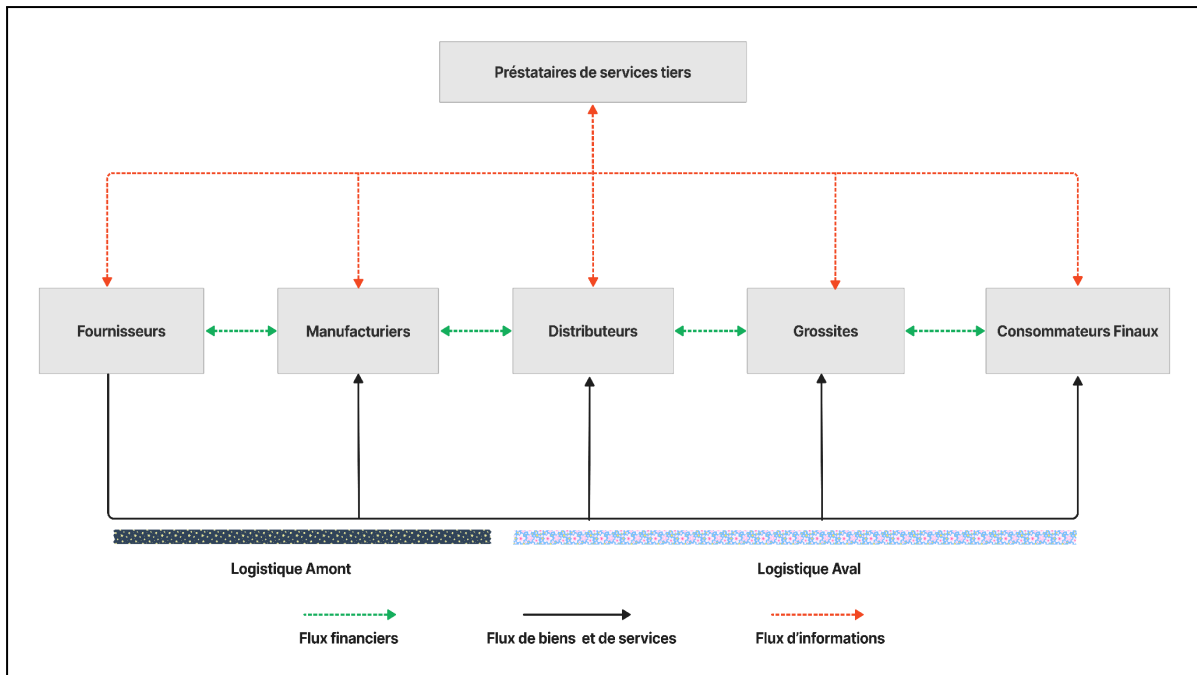 Préstataires de services tiers
Fournisseurs
Manufacturiers
Distributeurs
Grossites
Consommateurs Finaux
Logistique Amont
Logistique Aval
Flux financiers
Flux de biens et de services
Flux d'informations